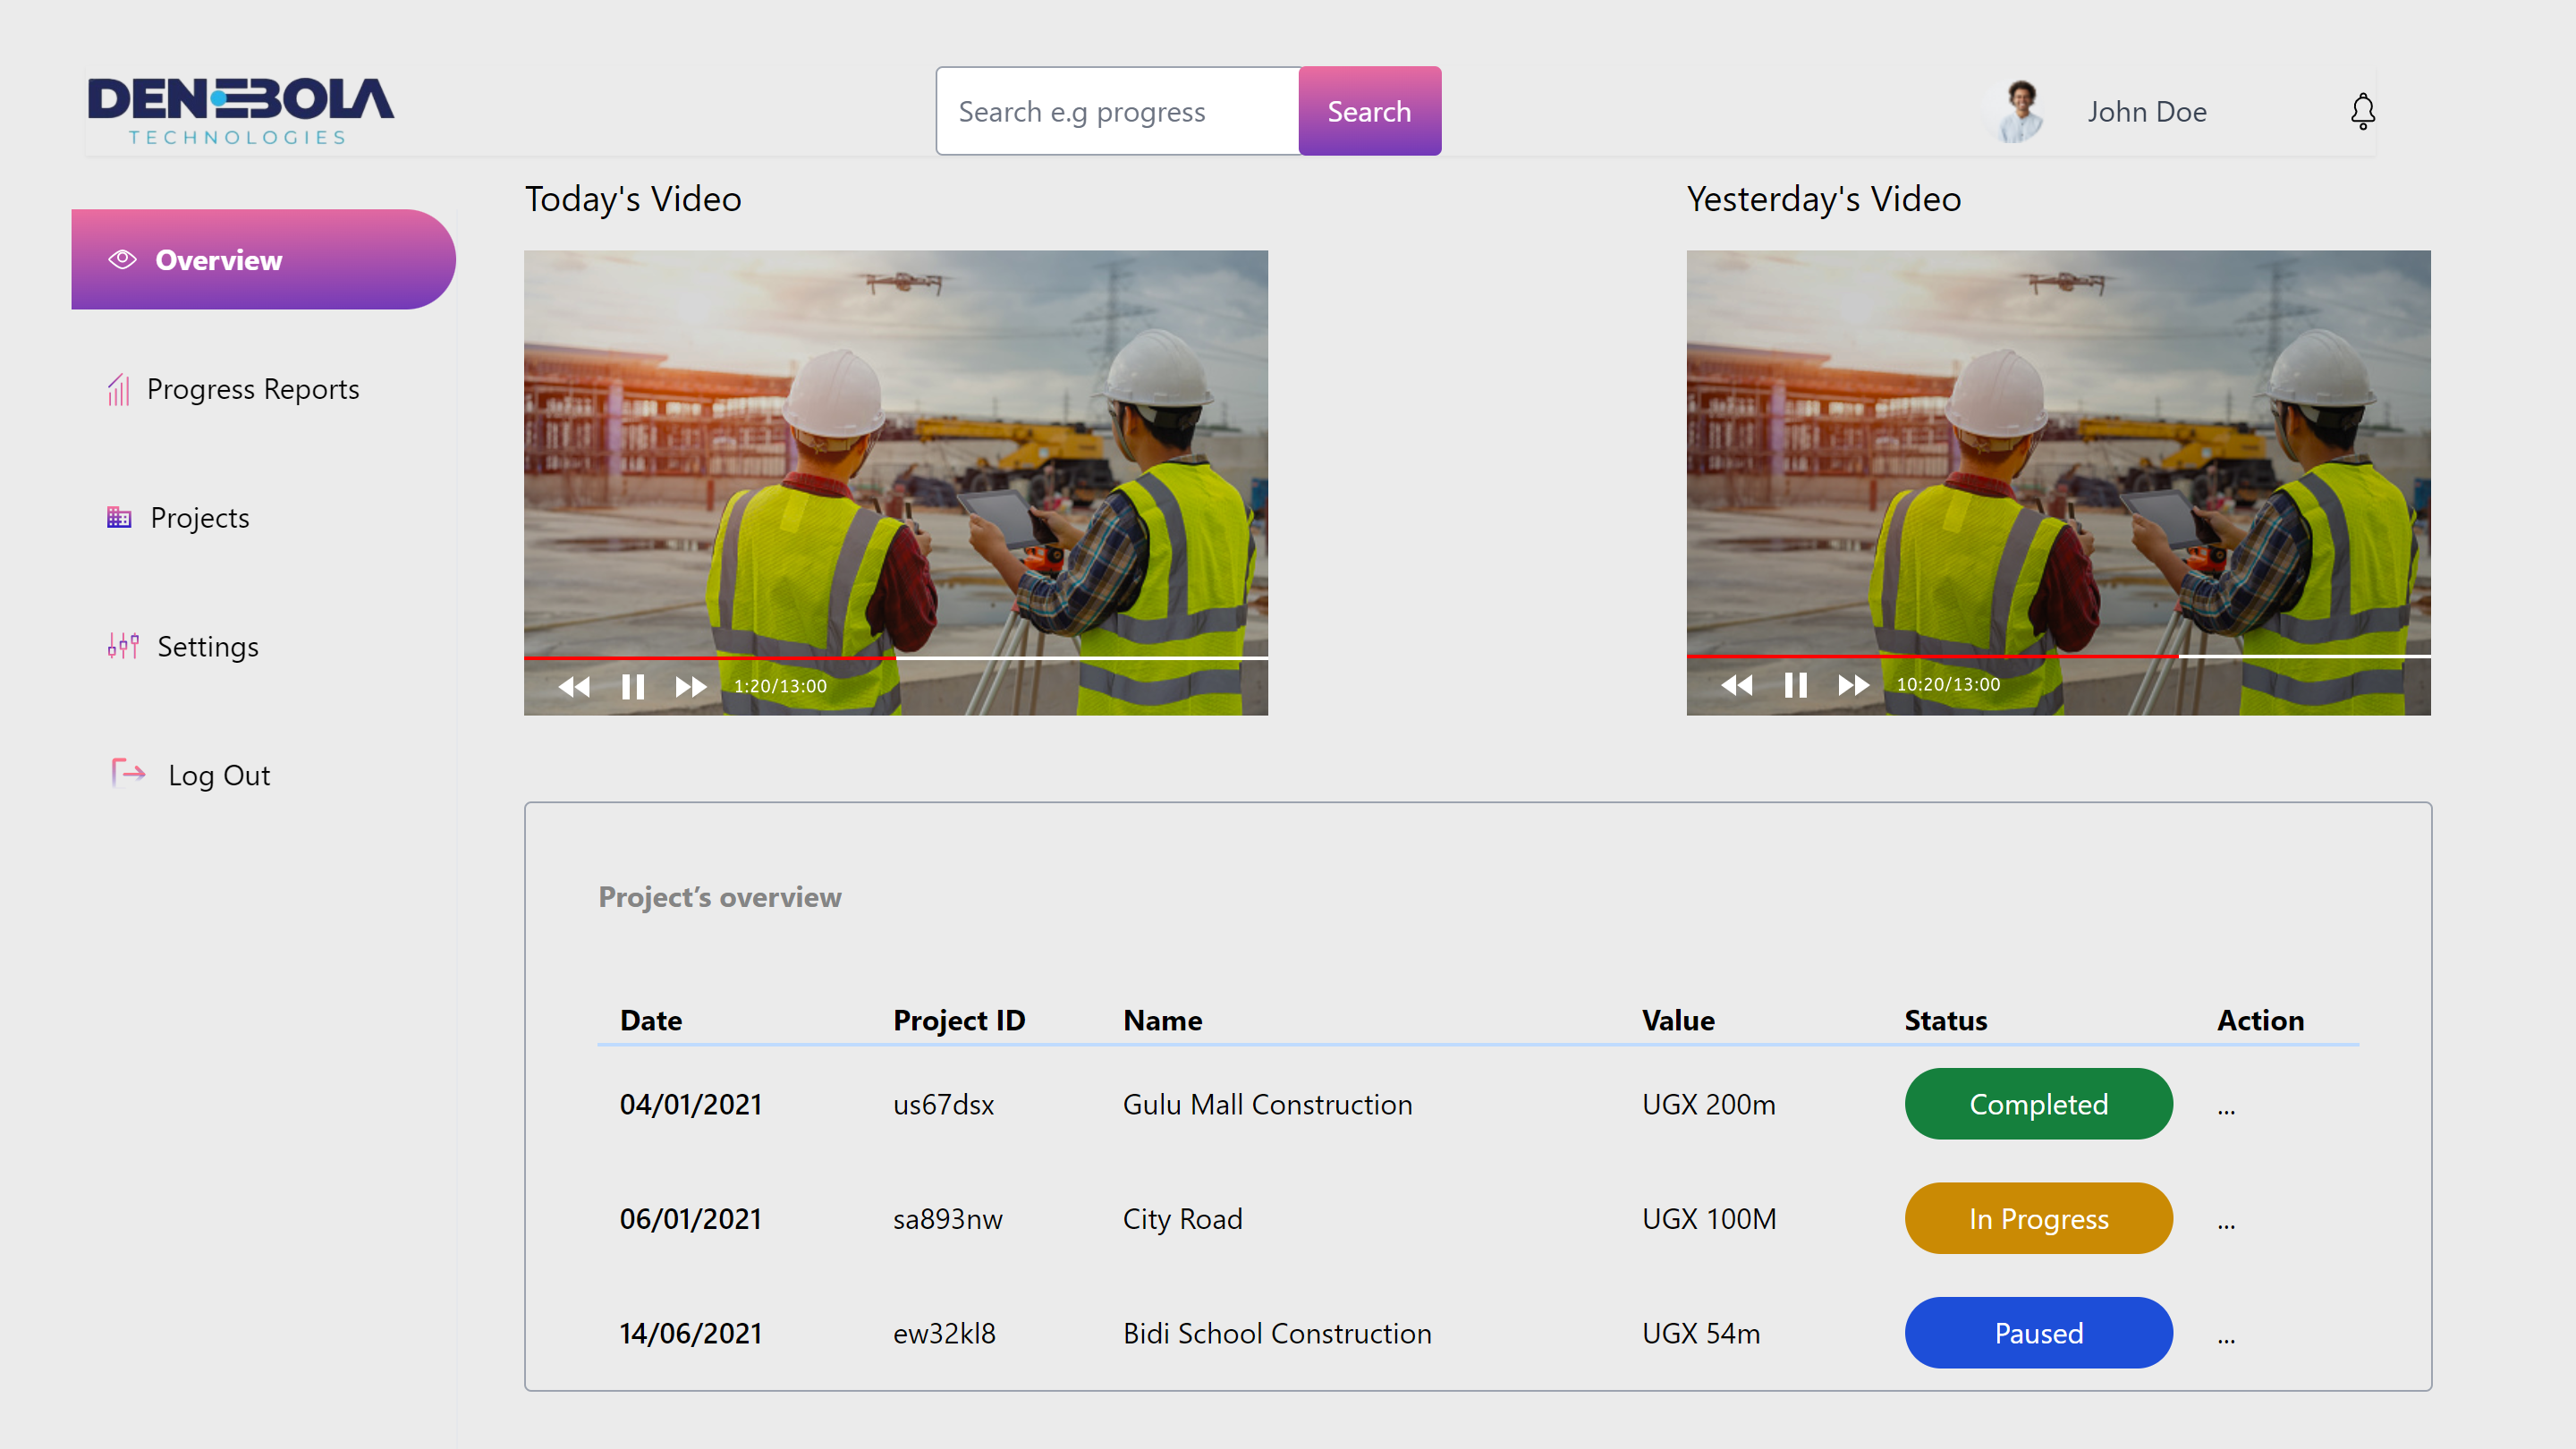 DENEBOLA
TECHNOLOGIES
Search e.g progress
Search
John Doe
Overview
Progress Reports
Projects
Settings
Log Out
Today's Video
Yesterday's Video
1:20/13:00
10:20/13:00
Project’s overview
Date Project ID Name Value Status Action
04/01/2021 us67dsx Gulu Mall Construction UGX 200m Completed ...
06/01/2021 sa893nw City Road UGX 100M In Progress ...
14/06/2021 ew32kl8 Bidi School Construction UGX 54m Paused ...